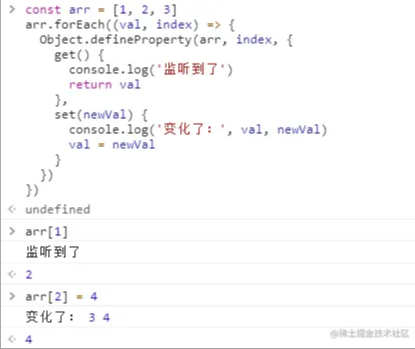 > const arr = [1, 2, 3]
arr.forEach((val, index) => {
  Object.defineProperty(arr, index, {
    get() {
      console.log('监听到了')
      return val
    },
    set(newVal) {
      console.log('变化了：', val, newVal)
      val = newVal
    }
  })
})
< undefined
> arr[1]
监听到了
< 2
> arr[2] = 4
变化了： 3 4
< 4
@稀土掘金技术社区